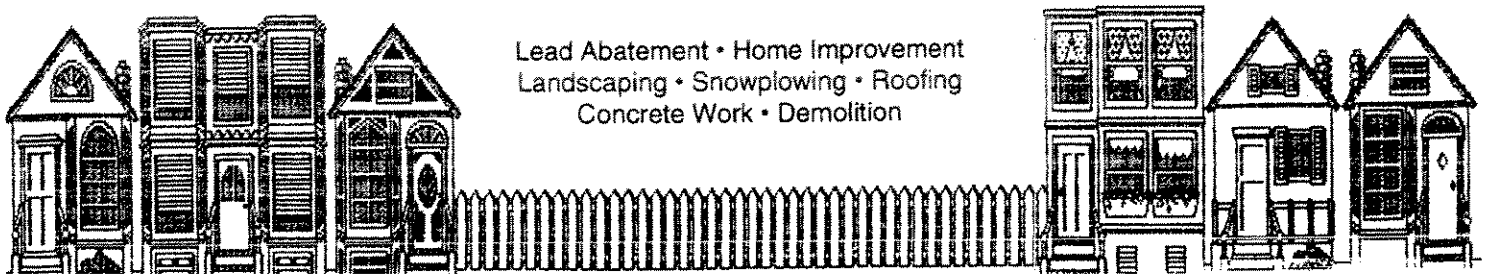 Lead Abatement • Home Improvement
Landscaping • Snowplowing • Roofing
Concrete Work • Demolition